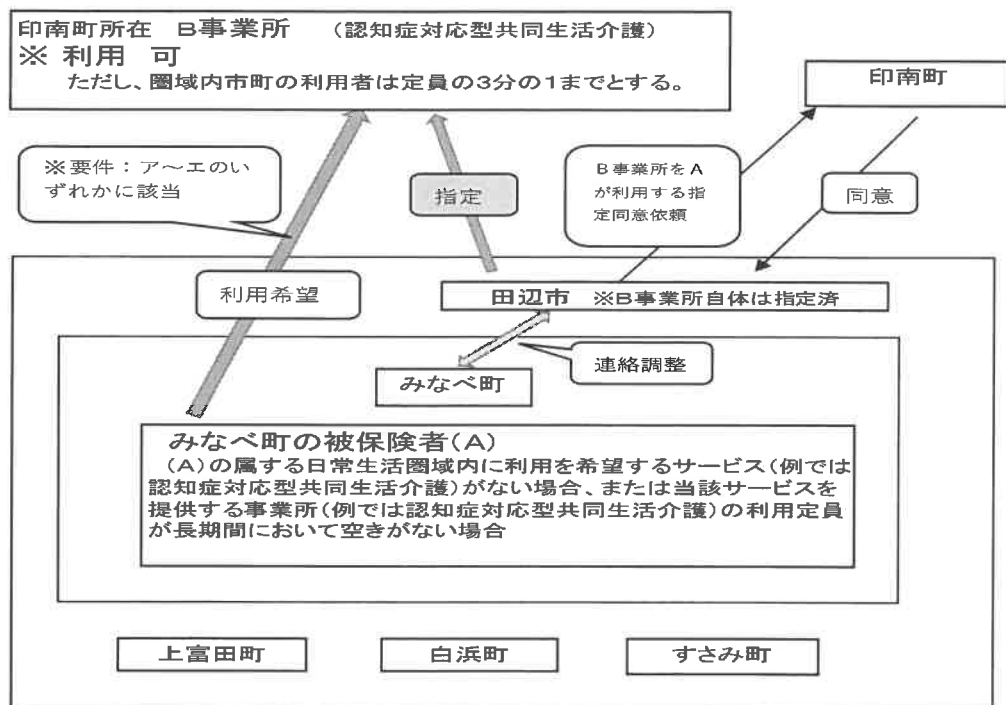 印南町所在 B事業所 (認知症対応型共同生活介護)
※ 利用 可
ただし、圏域内市町の利用者は定員の3分の1までとする。
印南町
※要件：ア～エのい
ずれかに該当
指定
B事業所をA
が利用する指
定同意依頼
同意
利用希望
田辺市 ※B事業所自体は指定済
連絡調整
みなべ町
みなべ町の被保険者(A)
(A)の属する日常生活圏域内に利用を希望するサービス(例では
認知症対応型共同生活介護)がない場合、または当該サービスを
提供する事業所(例では認知症対応型共同生活介護)の利用定員
が長期間において空きがない場合
上富田町
白浜町
すさみ町